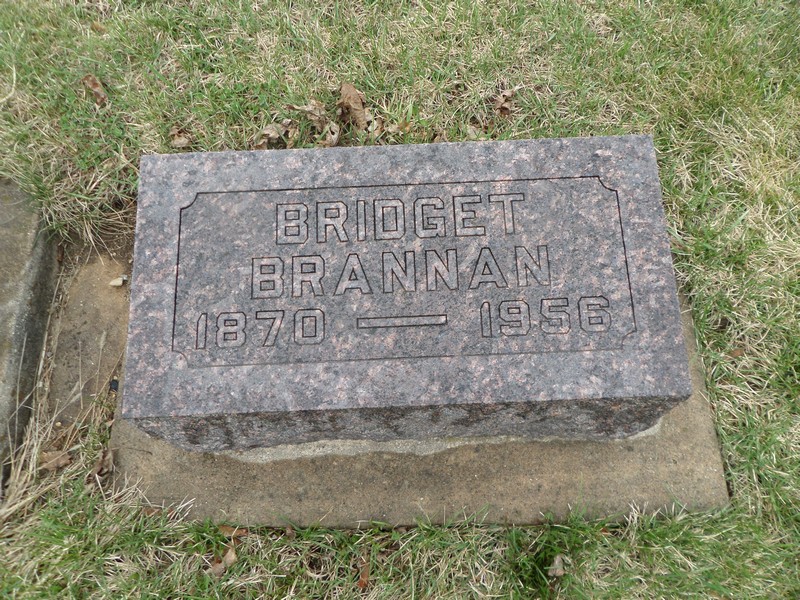 BRIDGET
BRANNAN
1870 — 1956